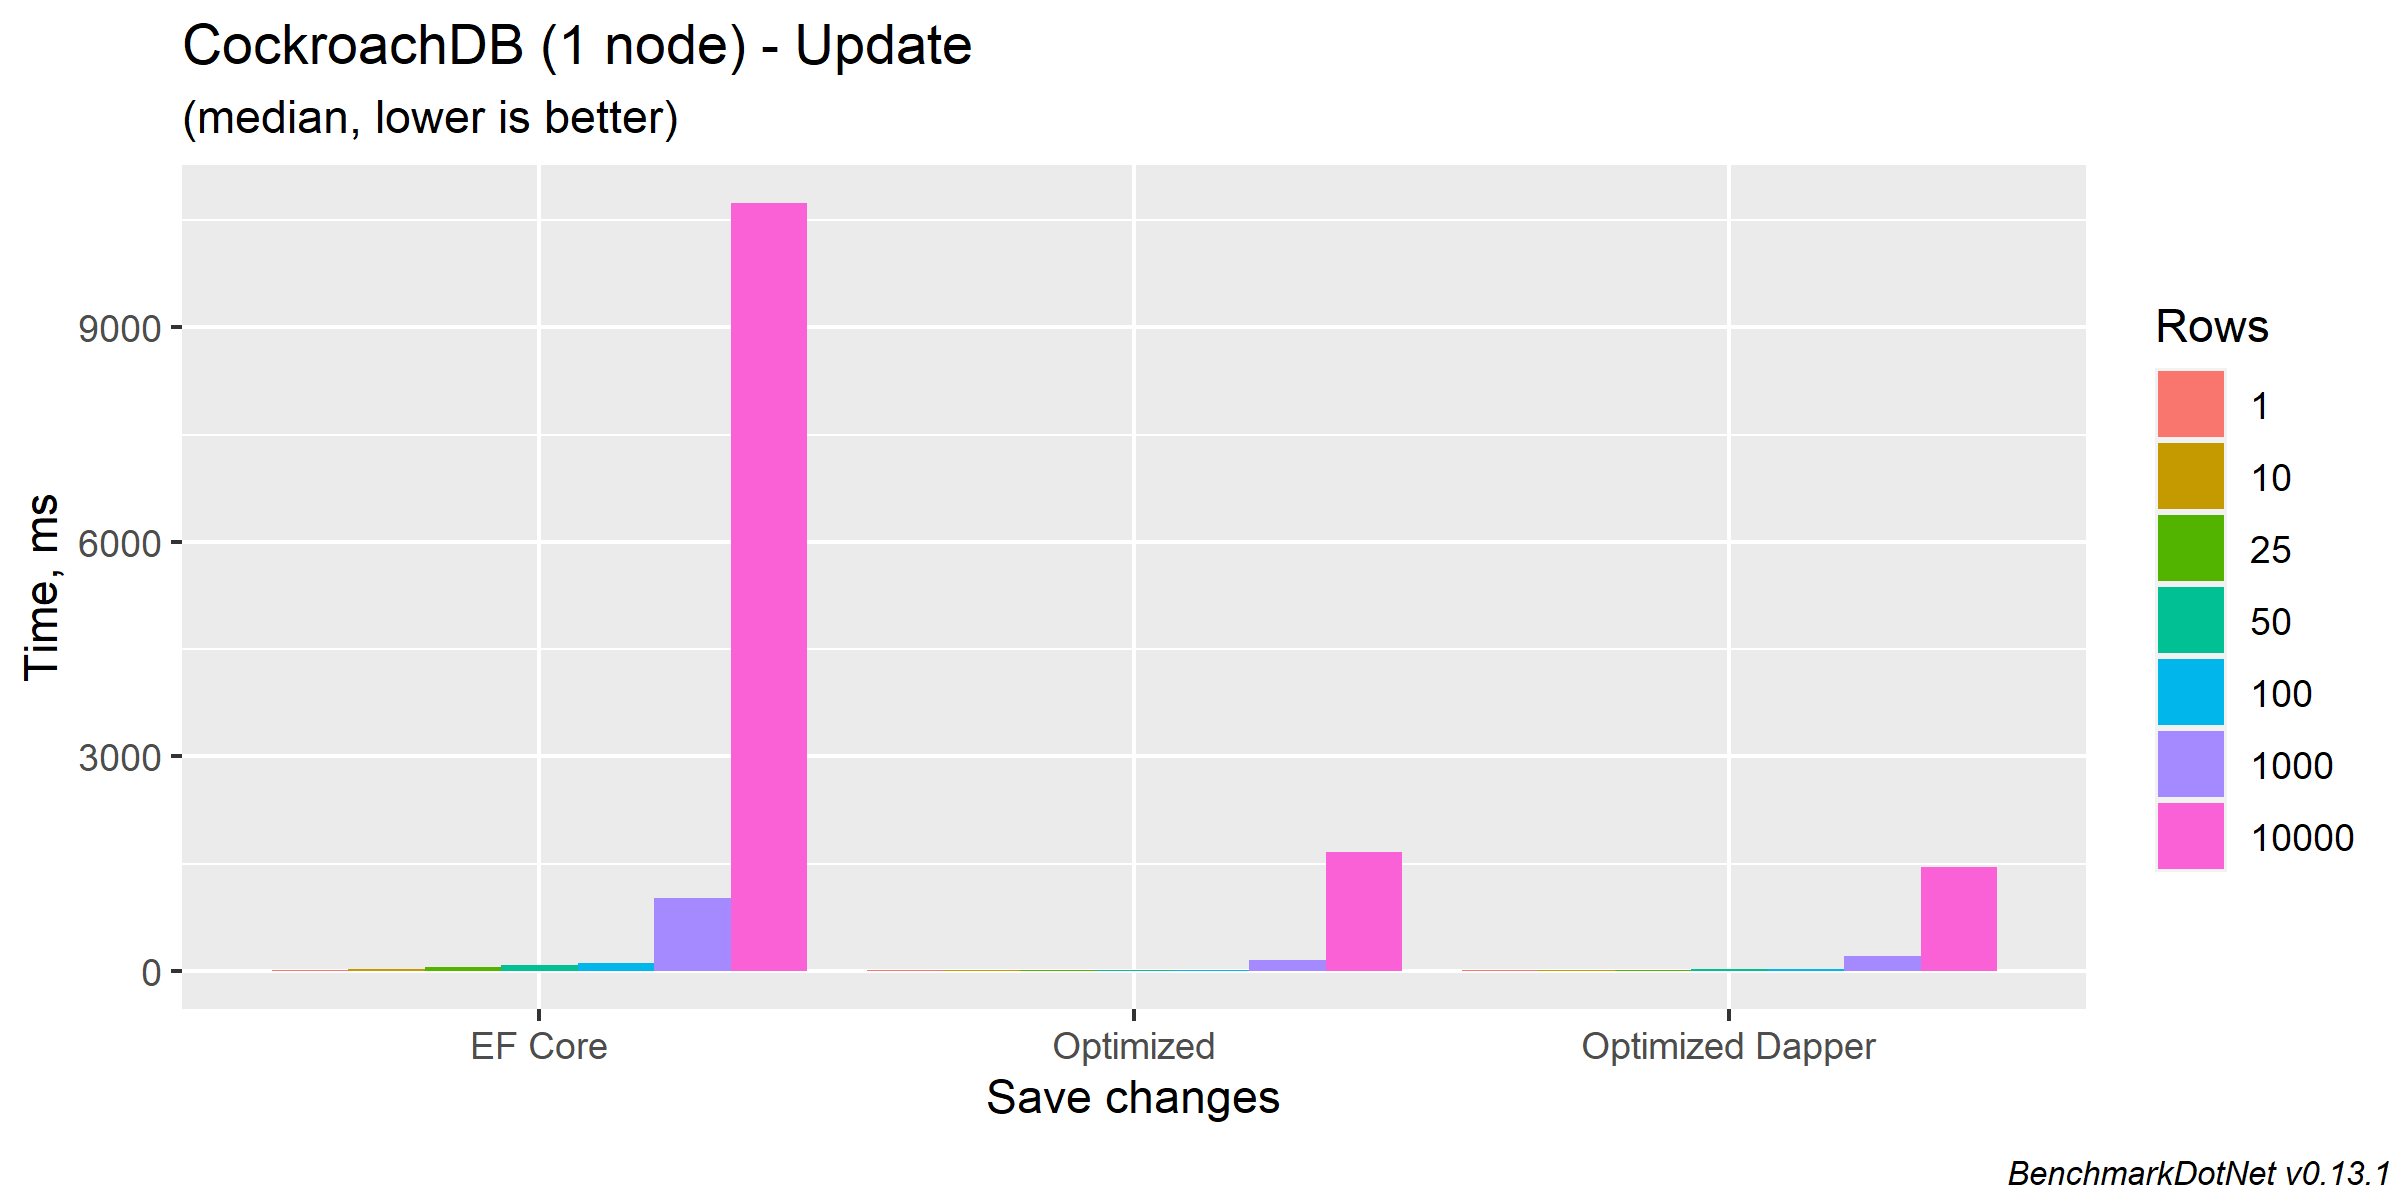 CockroachDB (1 node) - Update
(median, lower is better)
Time, ms
9000
6000
3000
0
EF Core
Optimized
Optimized Dapper
Save changes
Rows
1
10
25
50
100
1000
10000
BenchmarkDotNet v0.13.1